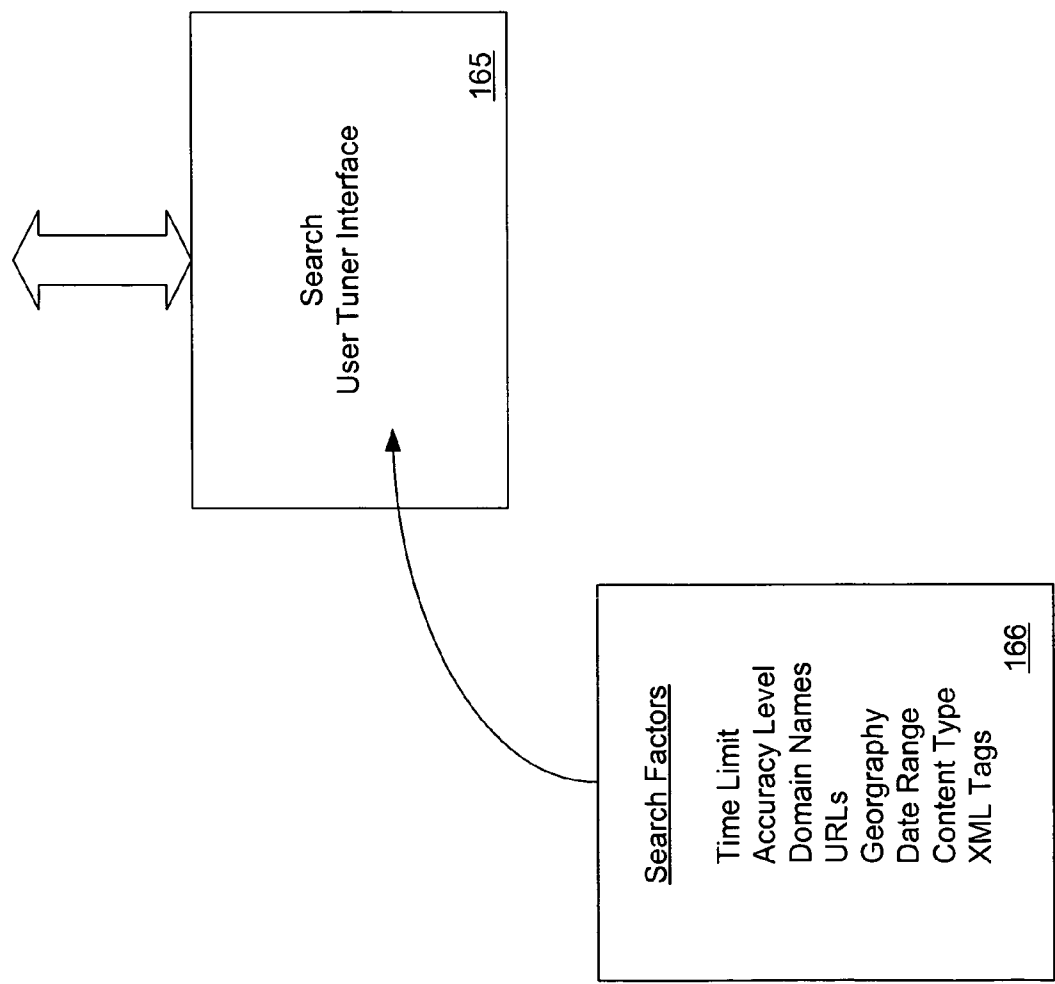 Search
User Tuner Interface
165
Search Factors
Time Limit
Accuracy Level
Domain Names
URLs
Georgraphy
Date Range
Content Type
XML Tags
166